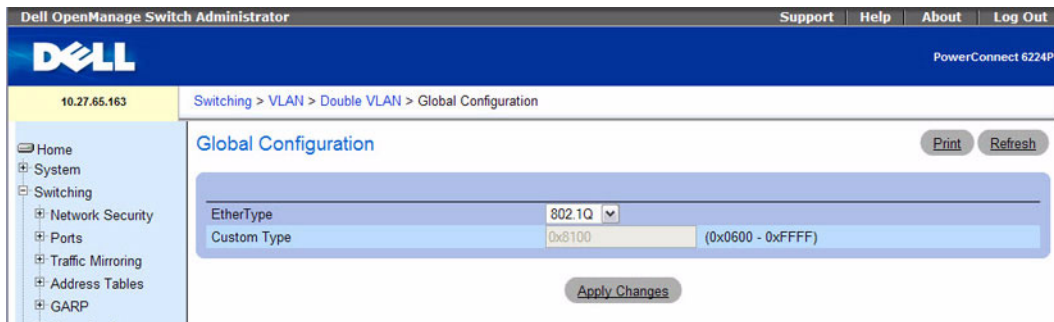 Dell OpenManage Switch Administrator Support Help About Log Out
DELL
PowerConnect 6224P
10.27.65.163 Switching > VLAN > Double VLAN > Global Configuration
Home
System
Switching
Network Security
Ports
Traffic Mirroring
Address Tables
GARP
Global Configuration Print Refresh
EtherType 802.1Q
Custom Type 0x8100 (0x0600 - 0xFFFF)
Apply Changes